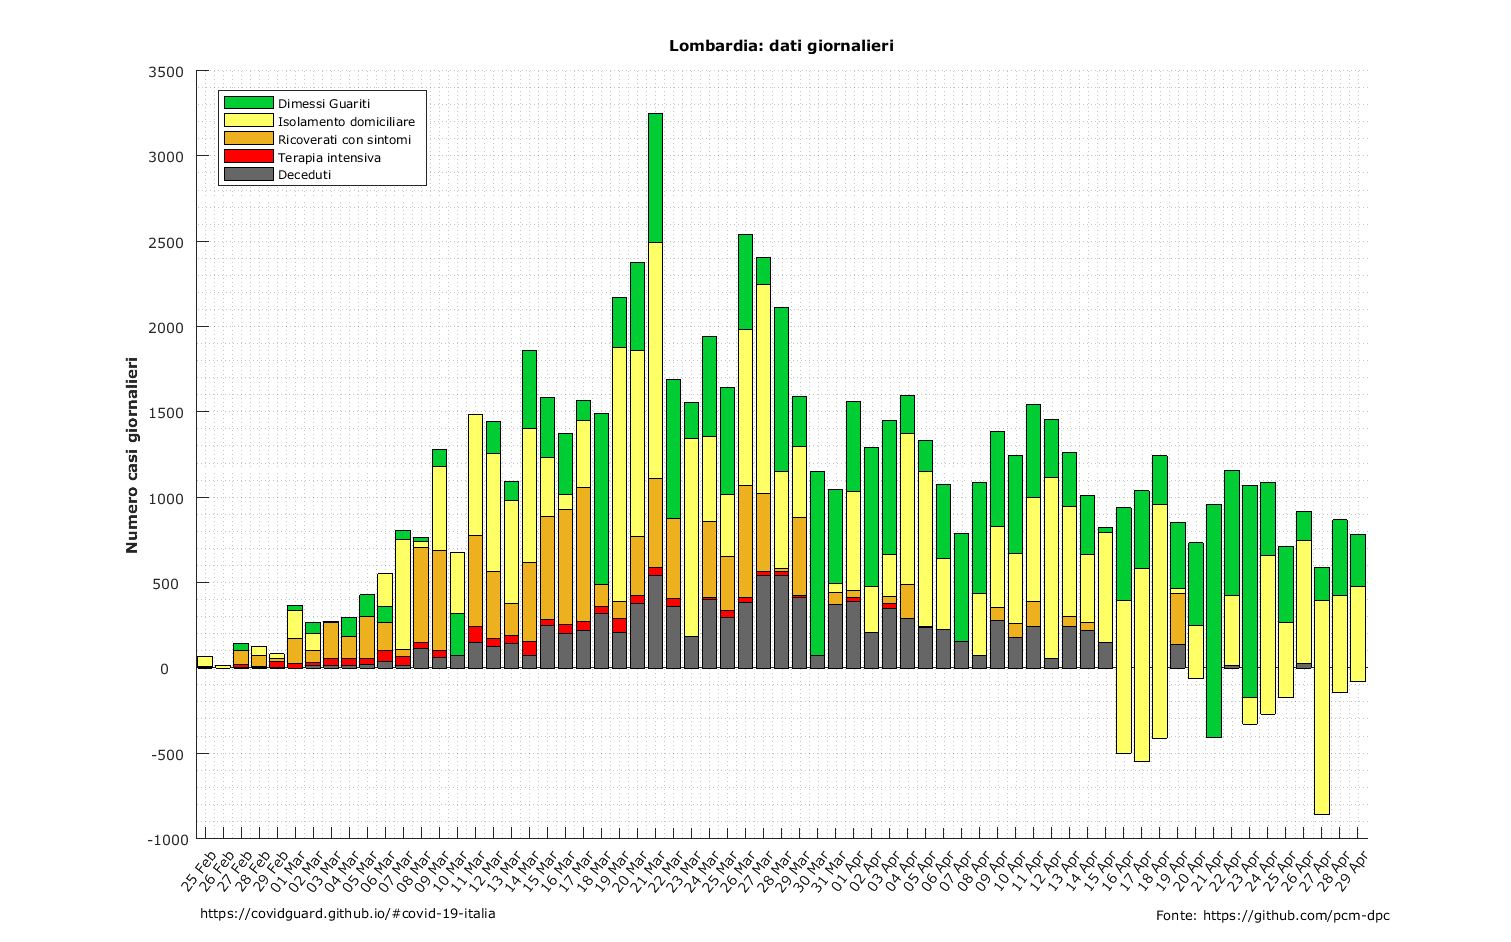 Lombardia: dati giornalieri
3500
3000
2500
2000
1500
1000
500
0
-500
-1000
Numero casi giornalieri
Dimessi Guariti
Isolamento domiciliare
Ricoverati con sintomi
Terapia intensiva
Deceduti
25 Feb
26 Feb
27 Feb
28 Feb
29 Feb
01 Mar
02 Mar
03 Mar
04 Mar
05 Mar
06 Mar
07 Mar
08 Mar
09 Mar
10 Mar
11 Mar
12 Mar
13 Mar
14 Mar
15 Mar
16 Mar
17 Mar
18 Mar
19 Mar
20 Mar
21 Mar
22 Mar
23 Mar
24 Mar
25 Mar
26 Mar
27 Mar
28 Mar
29 Mar
30 Mar
31 Mar
01 Apr
02 Apr
03 Apr
04 Apr
05 Apr
06 Apr
07 Apr
08 Apr
09 Apr
10 Apr
11 Apr
12 Apr
13 Apr
14 Apr
15 Apr
16 Apr
17 Apr
18 Apr
19 Apr
20 Apr
21 Apr
22 Apr
23 Apr
24 Apr
25 Apr
26 Apr
27 Apr
28 Apr
29 Apr
https://covidguard.github.io/#covid-19-italia
Fonte: https://github.com/pcm-dpc